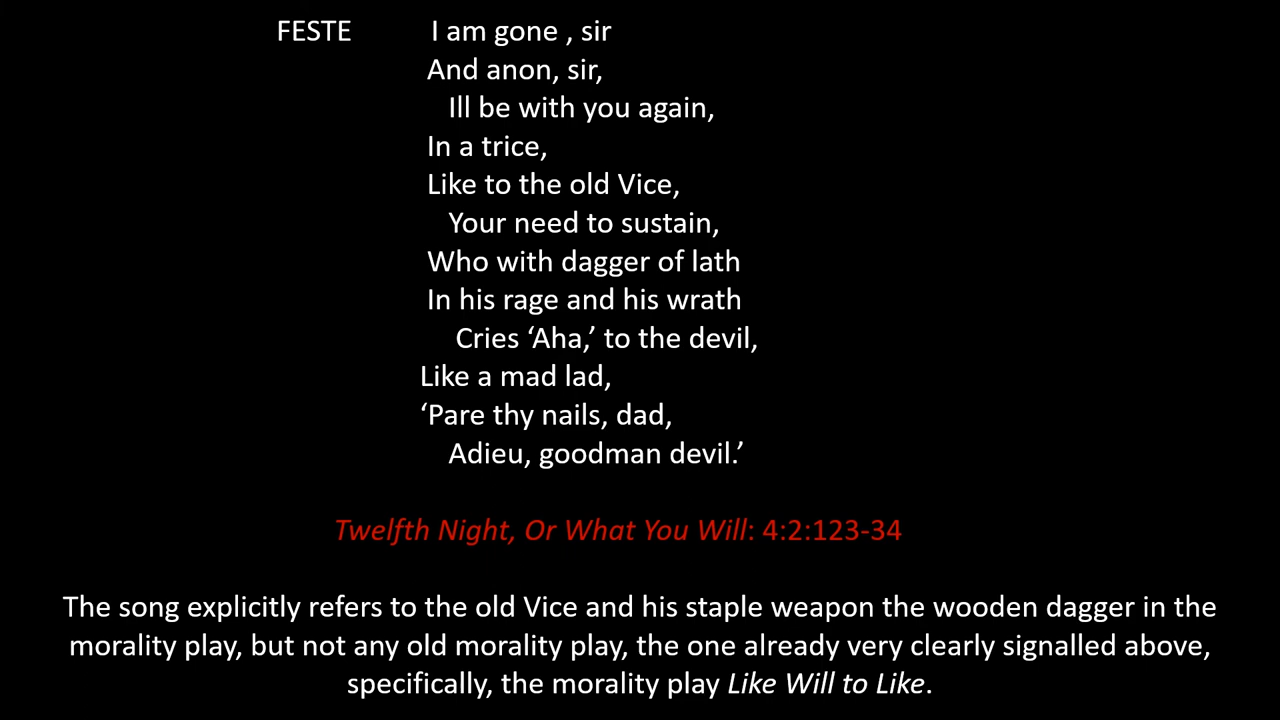 FESTE I am gone , sir
And anon, sir,
Ill be with you again,
In a trice,
Like to the old Vice,
Your need to sustain,
Who with dagger of lath
In his rage and his wrath
Cries ‘Aha,’ to the devil,
Like a mad lad,
‘Pare thy nails, dad,
Adieu, goodman devil.’
Twelfth Night, Or What You Will: 4:2:123-34
The song explicitly refers to the old Vice and his staple weapon the wooden dagger in the
morality play, but not any old morality play, the one already very clearly signalled above,
specifically, the morality play Like Will to Like.